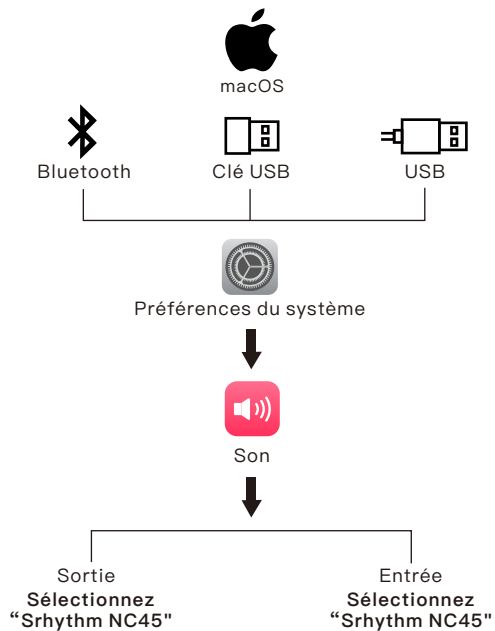 macOS
Bluetooth Clé USB USB
Préférences du système
Son
Sortie Entrée
Sélectionnez Sélectionnez
“Srhythm NC45" “Srhythm NC45"